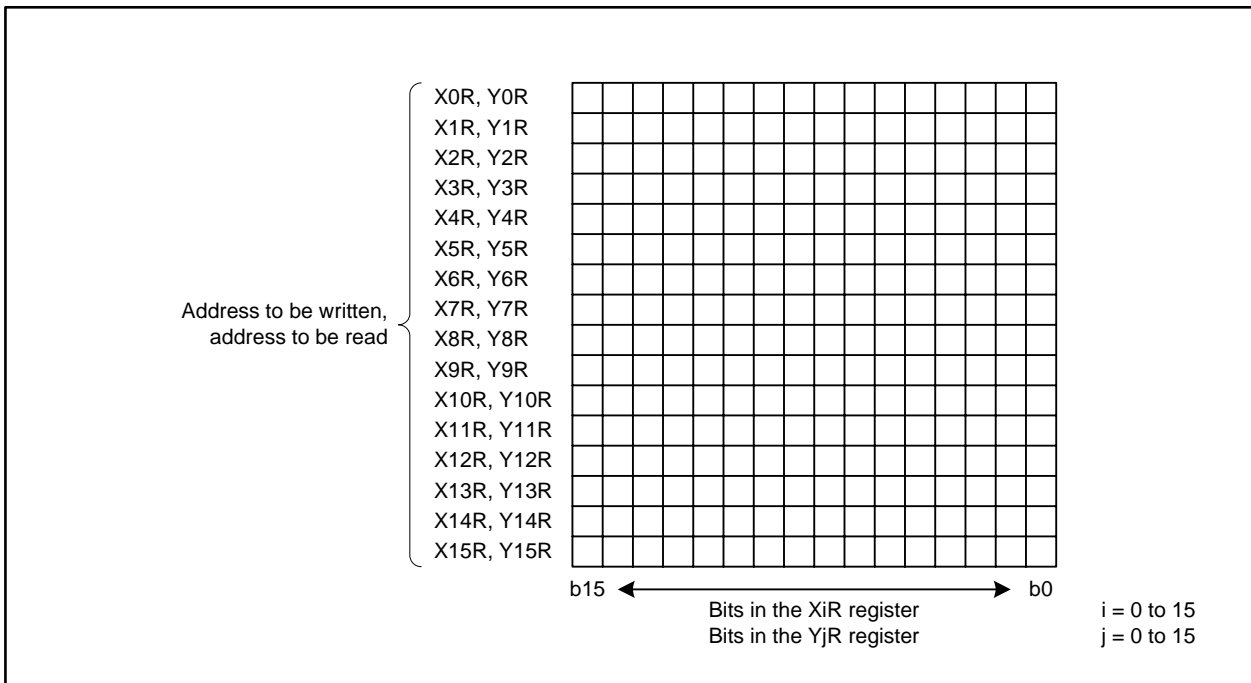 X0R, Y0R
X1R, Y1R
X2R, Y2R
X3R, Y3R
X4R, Y4R
X5R, Y5R
X6R, Y6R
Address to be written,
address to be read
X7R, Y7R
X8R, Y8R
X9R, Y9R
X10R, Y10R
X11R, Y11R
X12R, Y12R
X13R, Y13R
X14R, Y14R
X15R, Y15R
b15
b0
Bits in the XiR register
i = 0 to 15
Bits in the YjR register
j = 0 to 15